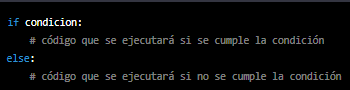 if condicion:
    # código que se ejecutará si se cumple la condición
else:
    # código que se ejecutará si no se cumple la condición